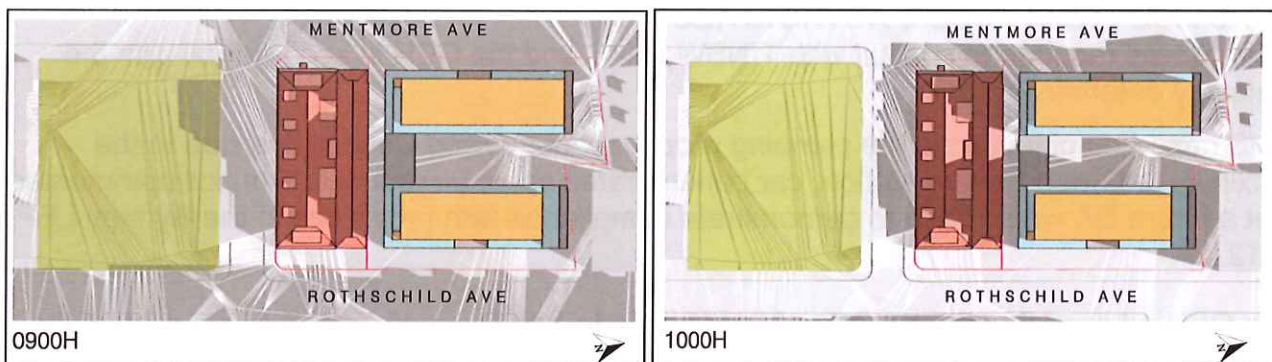 MENTMORE AVE
ROTHSCHILD AVE
0900H
N
MENTMORE AVE
ROTHSCHILD AVE
1000H
N